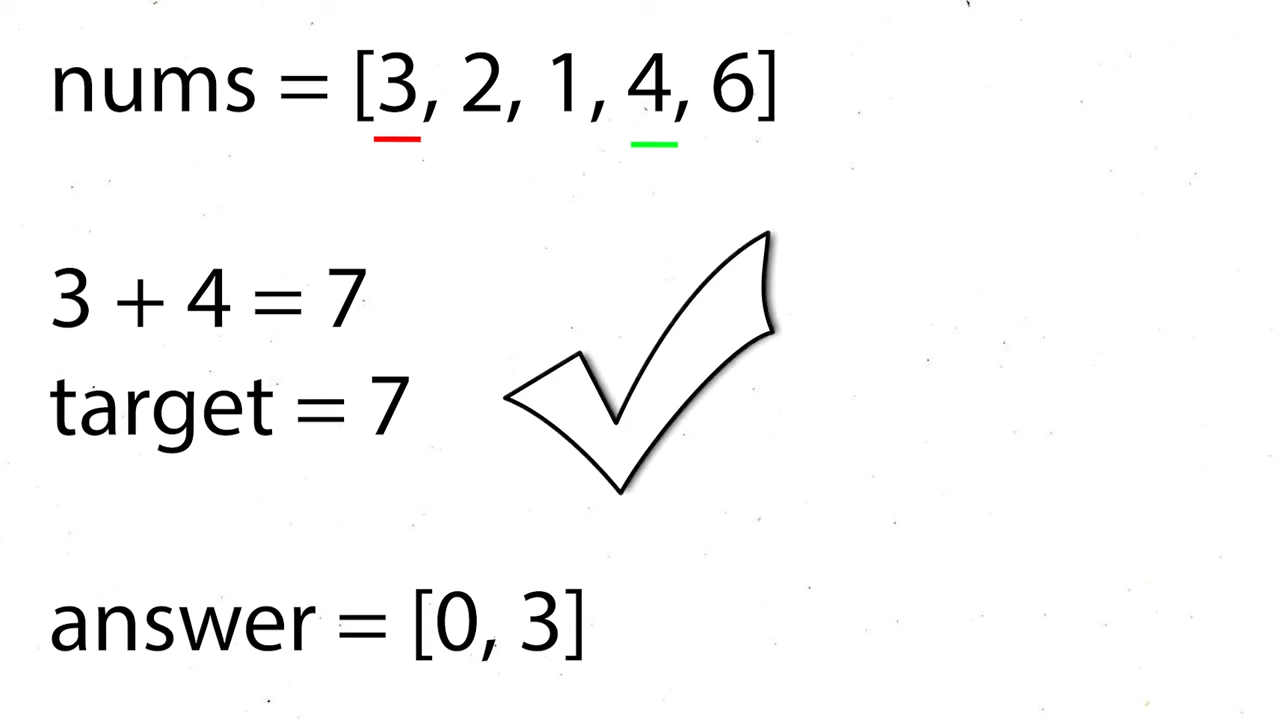 nums = [3, 2, 1, 4, 6]
3 + 4 = 7
target = 7
answer = [0, 3]